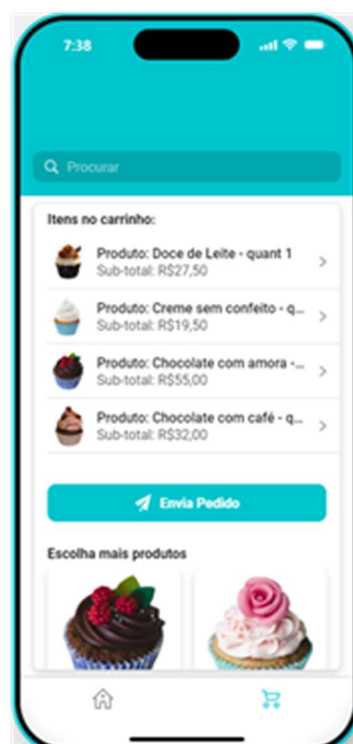 7:38
Procurar
Itens no carrinho:
Produto: Doce de Leite - quant 1
Sub-total: R$27,50
Produto: Creme sem confeito - q...
Sub-total: R$19,50
Produto: Chocolate com amora -...
Sub-total: R$55,00
Produto: Chocolate com café - q...
Sub-total: R$32,00
Envia Pedido
Escolha mais produtos